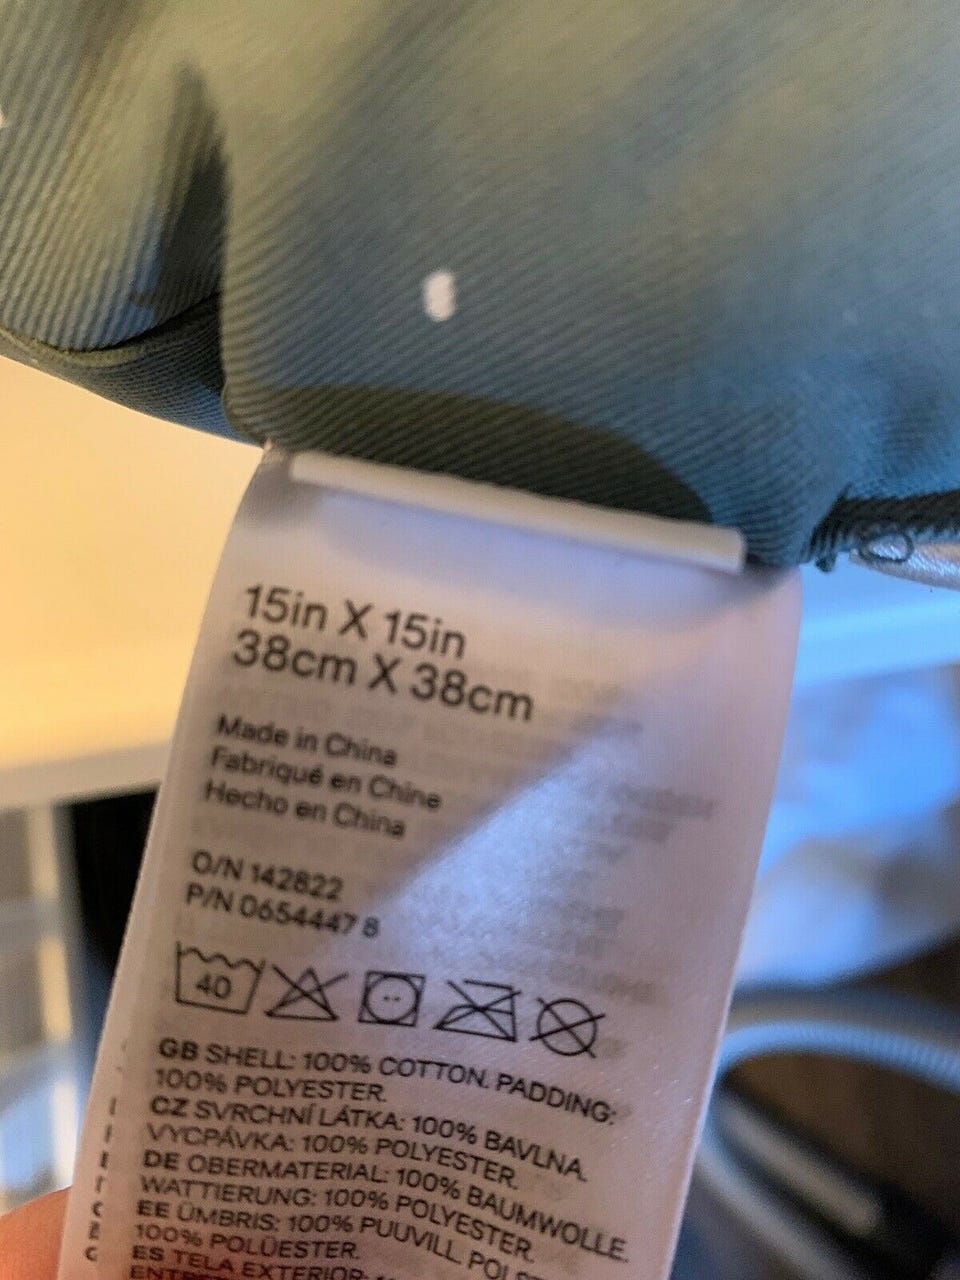 15in X 15in
38cm X 38cm
Made in China
Fabriqué en Chine
Hecho en China
O/N 142822
P/N 0654447 8
40
GB SHELL: 100% COTTON. PADDING:
100% POLYESTER.
CZ SVRCHNÍ LÁTKA: 100% BAVLNA.
VYCPÁVKA: 100% POLYESTER.
DE OBERMATERIAL: 100% BAUMWOLLE.
WATTIERUNG: 100% POLYESTER.
EE ÜMBRIS: 100% PUUVILL.
100% POLÜESTER.
ES TELA EXTERIOR: